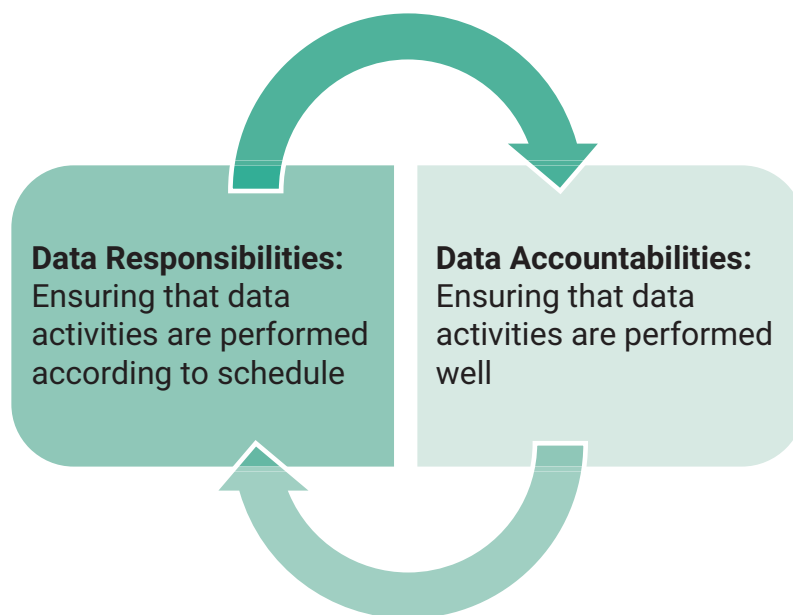 Data Responsibilities:
Ensuring that data
activities are performed
according to schedule
Data Accountabilities:
Ensuring that data
activities are performed
well